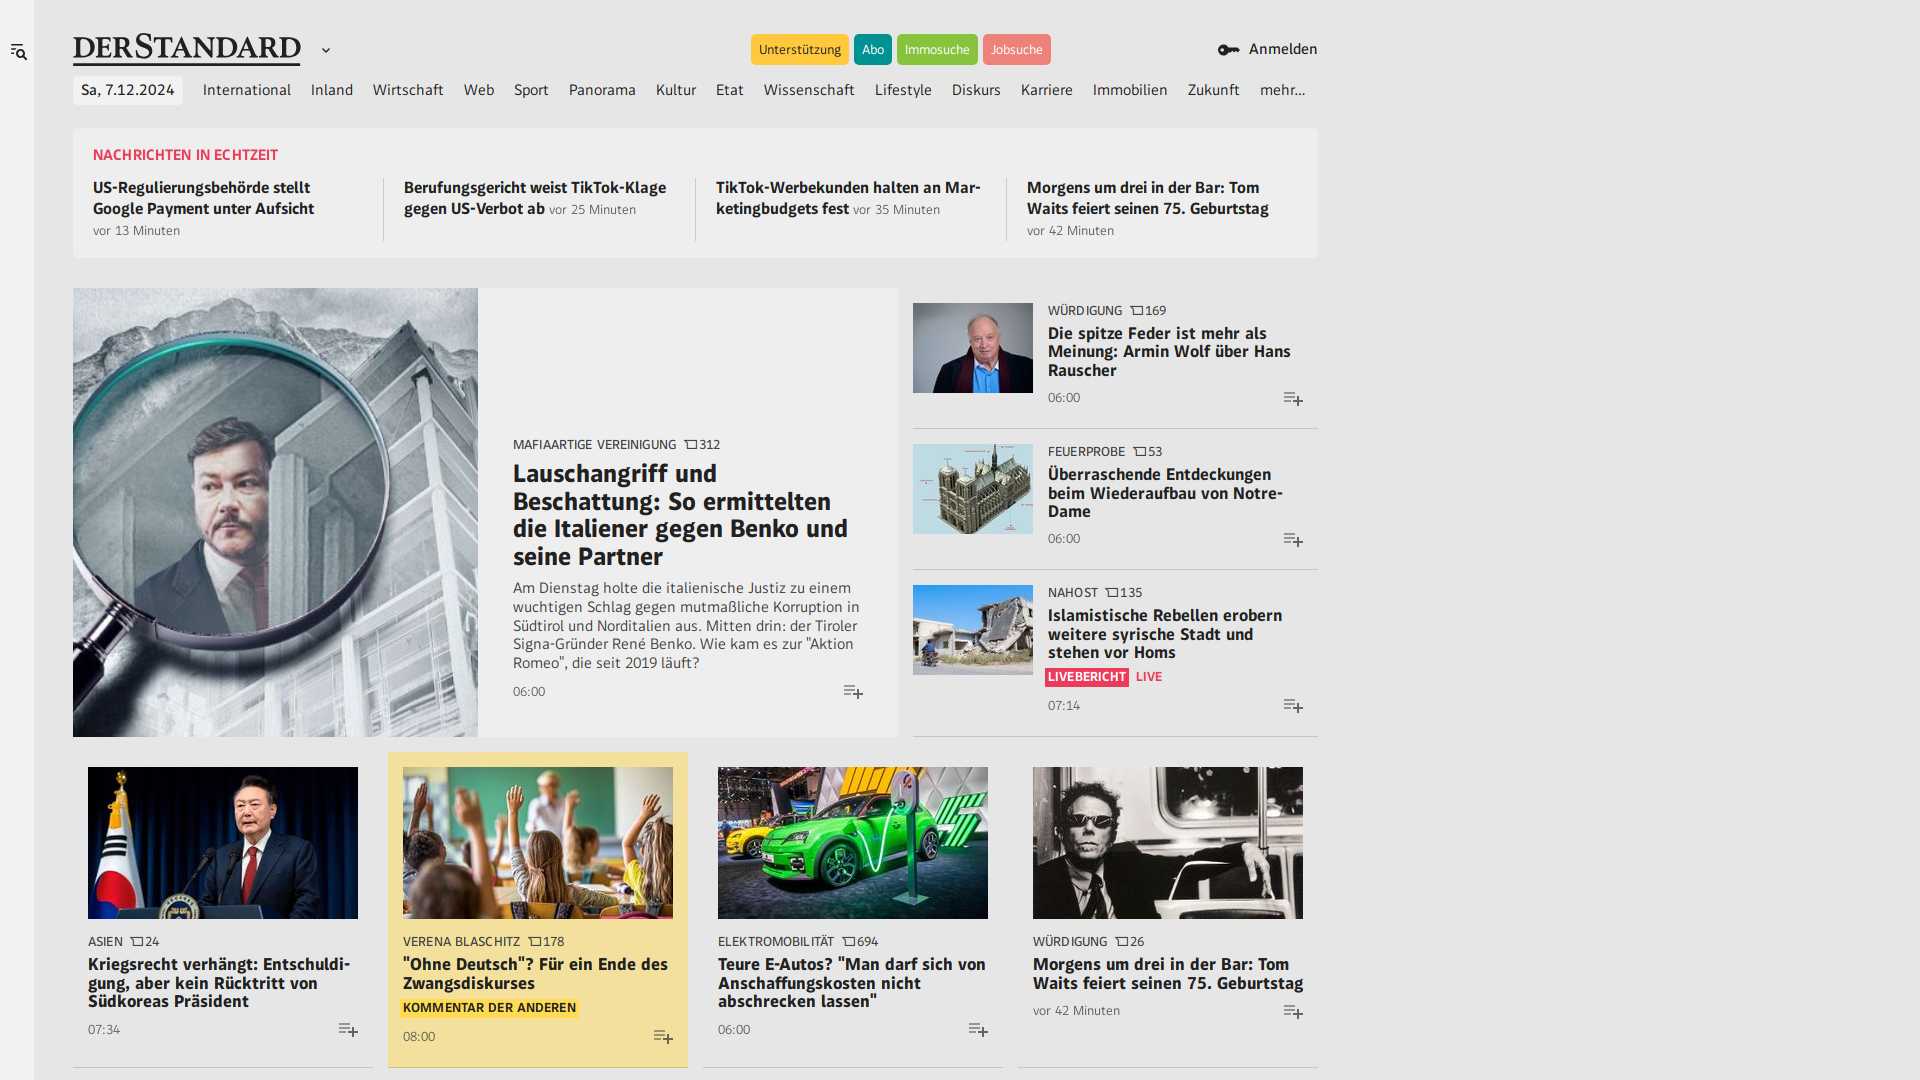 DERSTANDARD
Unterstützung
Abo
Immosuche
Jobsuche
Anmelden
Sa, 7.12.2024
International
Inland
Wirtschaft
Web
Sport
Panorama
Kultur
Etat
Wissenschaft
Lifestyle
Diskurs
Karriere
Immobilien
Zukunft
mehr...
NACHRICHTEN IN ECHTZEIT
US-Regulierungsbehörde stellt
Google Payment unter Aufsicht
vor 13 Minuten
Berufungsgericht weist TikTok-Klage
gegen US-Verbot ab vor 25 Minuten
TikTok-Werbekunden halten an Mar-
ketingbudgets fest vor 35 Minuten
Morgens um drei in der Bar: Tom
Waits feiert seinen 75. Geburtstag
vor 42 Minuten
MAFIAARTIGE VEREINIGUNG 312
Lauschangriff und
Beschattung: So ermittelten
die Italiener gegen Benko und
seine Partner
Am Dienstag holte die italienische Justiz zu einem
wuchtigen Schlag gegen mutmaßliche Korruption in
Südtirol und Norditalien aus. Mitten drin: der Tiroler
Signa-Gründer René Benko. Wie kam es zur "Aktion
Romeo", die seit 2019 läuft?
06:00
WÜRDIGUNG 169
Die spitze Feder ist mehr als
Meinung: Armin Wolf über Hans
Rauscher
06:00
FEUERPROBE 53
Überraschende Entdeckungen
beim Wiederaufbau von Notre-
Dame
06:00
NAHOST 135
Islamistische Rebellen erobern
weitere syrische Stadt und
stehen vor Homs
LIVEBERICHT LIVE
07:14
ASIEN 24
Kriegsrecht verhängt: Entschuldi-
gung, aber kein Rücktritt von
Südkoreas Präsident
07:34
VERENA BLASCHITZ 178
"Ohne Deutsch"? Für ein Ende des
Zwangsdiskurses
KOMMENTAR DER ANDEREN
08:00
ELEKTROMOBILITÄT 694
Teure E-Autos? "Man darf sich von
Anschaffungskosten nicht
abschrecken lassen"
06:00
WÜRDIGUNG 26
Morgens um drei in der Bar: Tom
Waits feiert seinen 75. Geburtstag
vor 42 Minuten